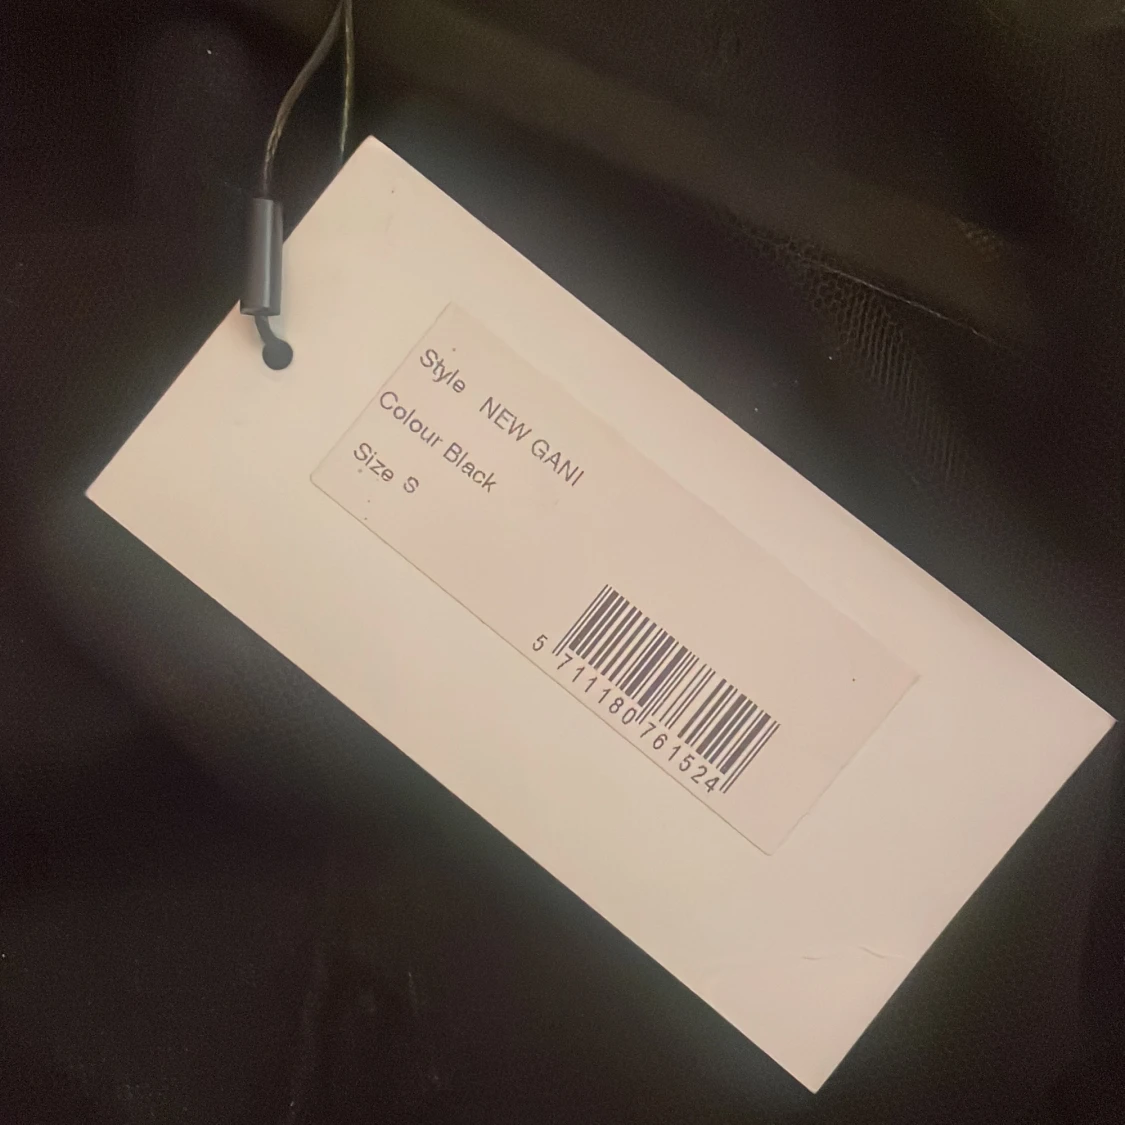 Style NEW GANI
Colour Black
Size S
5 711180 761524